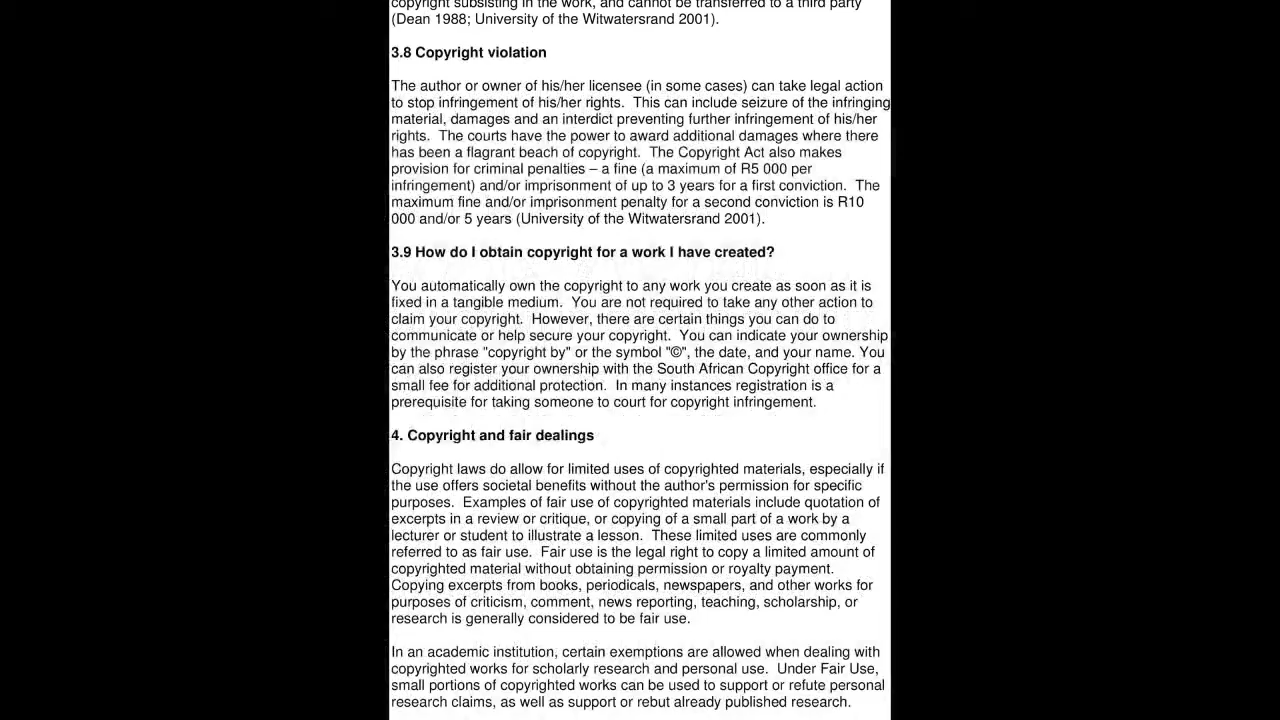 copyright subsisting in the work, and cannot be transferred to a third party
(Dean 1988; University of the Witwatersrand 2001).
3.8 Copyright violation
The author or owner of his/her licensee (in some cases) can take legal action
to stop infringement of his/her rights.  This can include seizure of the infringing
material, damages and an interdict preventing further infringement of his/her
rights.  The courts have the power to award additional damages where there
has been a flagrant beach of copyright.  The Copyright Act also makes
provision for criminal penalties – a fine (a maximum of R5 000 per
infringement) and/or imprisonment of up to 3 years for a first conviction.  The
maximum fine and/or imprisonment penalty for a second conviction is R10
000 and/or 5 years (University of the Witwatersrand 2001).
3.9 How do I obtain copyright for a work I have created?
You automatically own the copyright to any work you create as soon as it is
fixed in a tangible medium.  You are not required to take any other action to
claim your copyright.  However, there are certain things you can do to
communicate or help secure your copyright.  You can indicate your ownership
by the phrase "copyright by" or the symbol "©", the date, and your name. You
can also register your ownership with the South African Copyright office for a
small fee for additional protection.  In many instances registration is a
prerequisite for taking someone to court for copyright infringement.
4. Copyright and fair dealings
Copyright laws do allow for limited uses of copyrighted materials, especially if
the use offers societal benefits without the author's permission for specific
purposes.  Examples of fair use of copyrighted materials include quotation of
excerpts in a review or critique, or copying of a small part of a work by a
lecturer or student to illustrate a lesson.  These limited uses are commonly
referred to as fair use.  Fair use is the legal right to copy a limited amount of
copyrighted material without obtaining permission or royalty payment.
Copying excerpts from books, periodicals, newspapers, and other works for
purposes of criticism, comment, news reporting, teaching, scholarship, or
research is generally considered to be fair use.
In an academic institution, certain exemptions are allowed when dealing with
copyrighted works for scholarly research and personal use.  Under Fair Use,
small portions of copyrighted works can be used to support or refute personal
research claims, as well as support or rebut already published research.